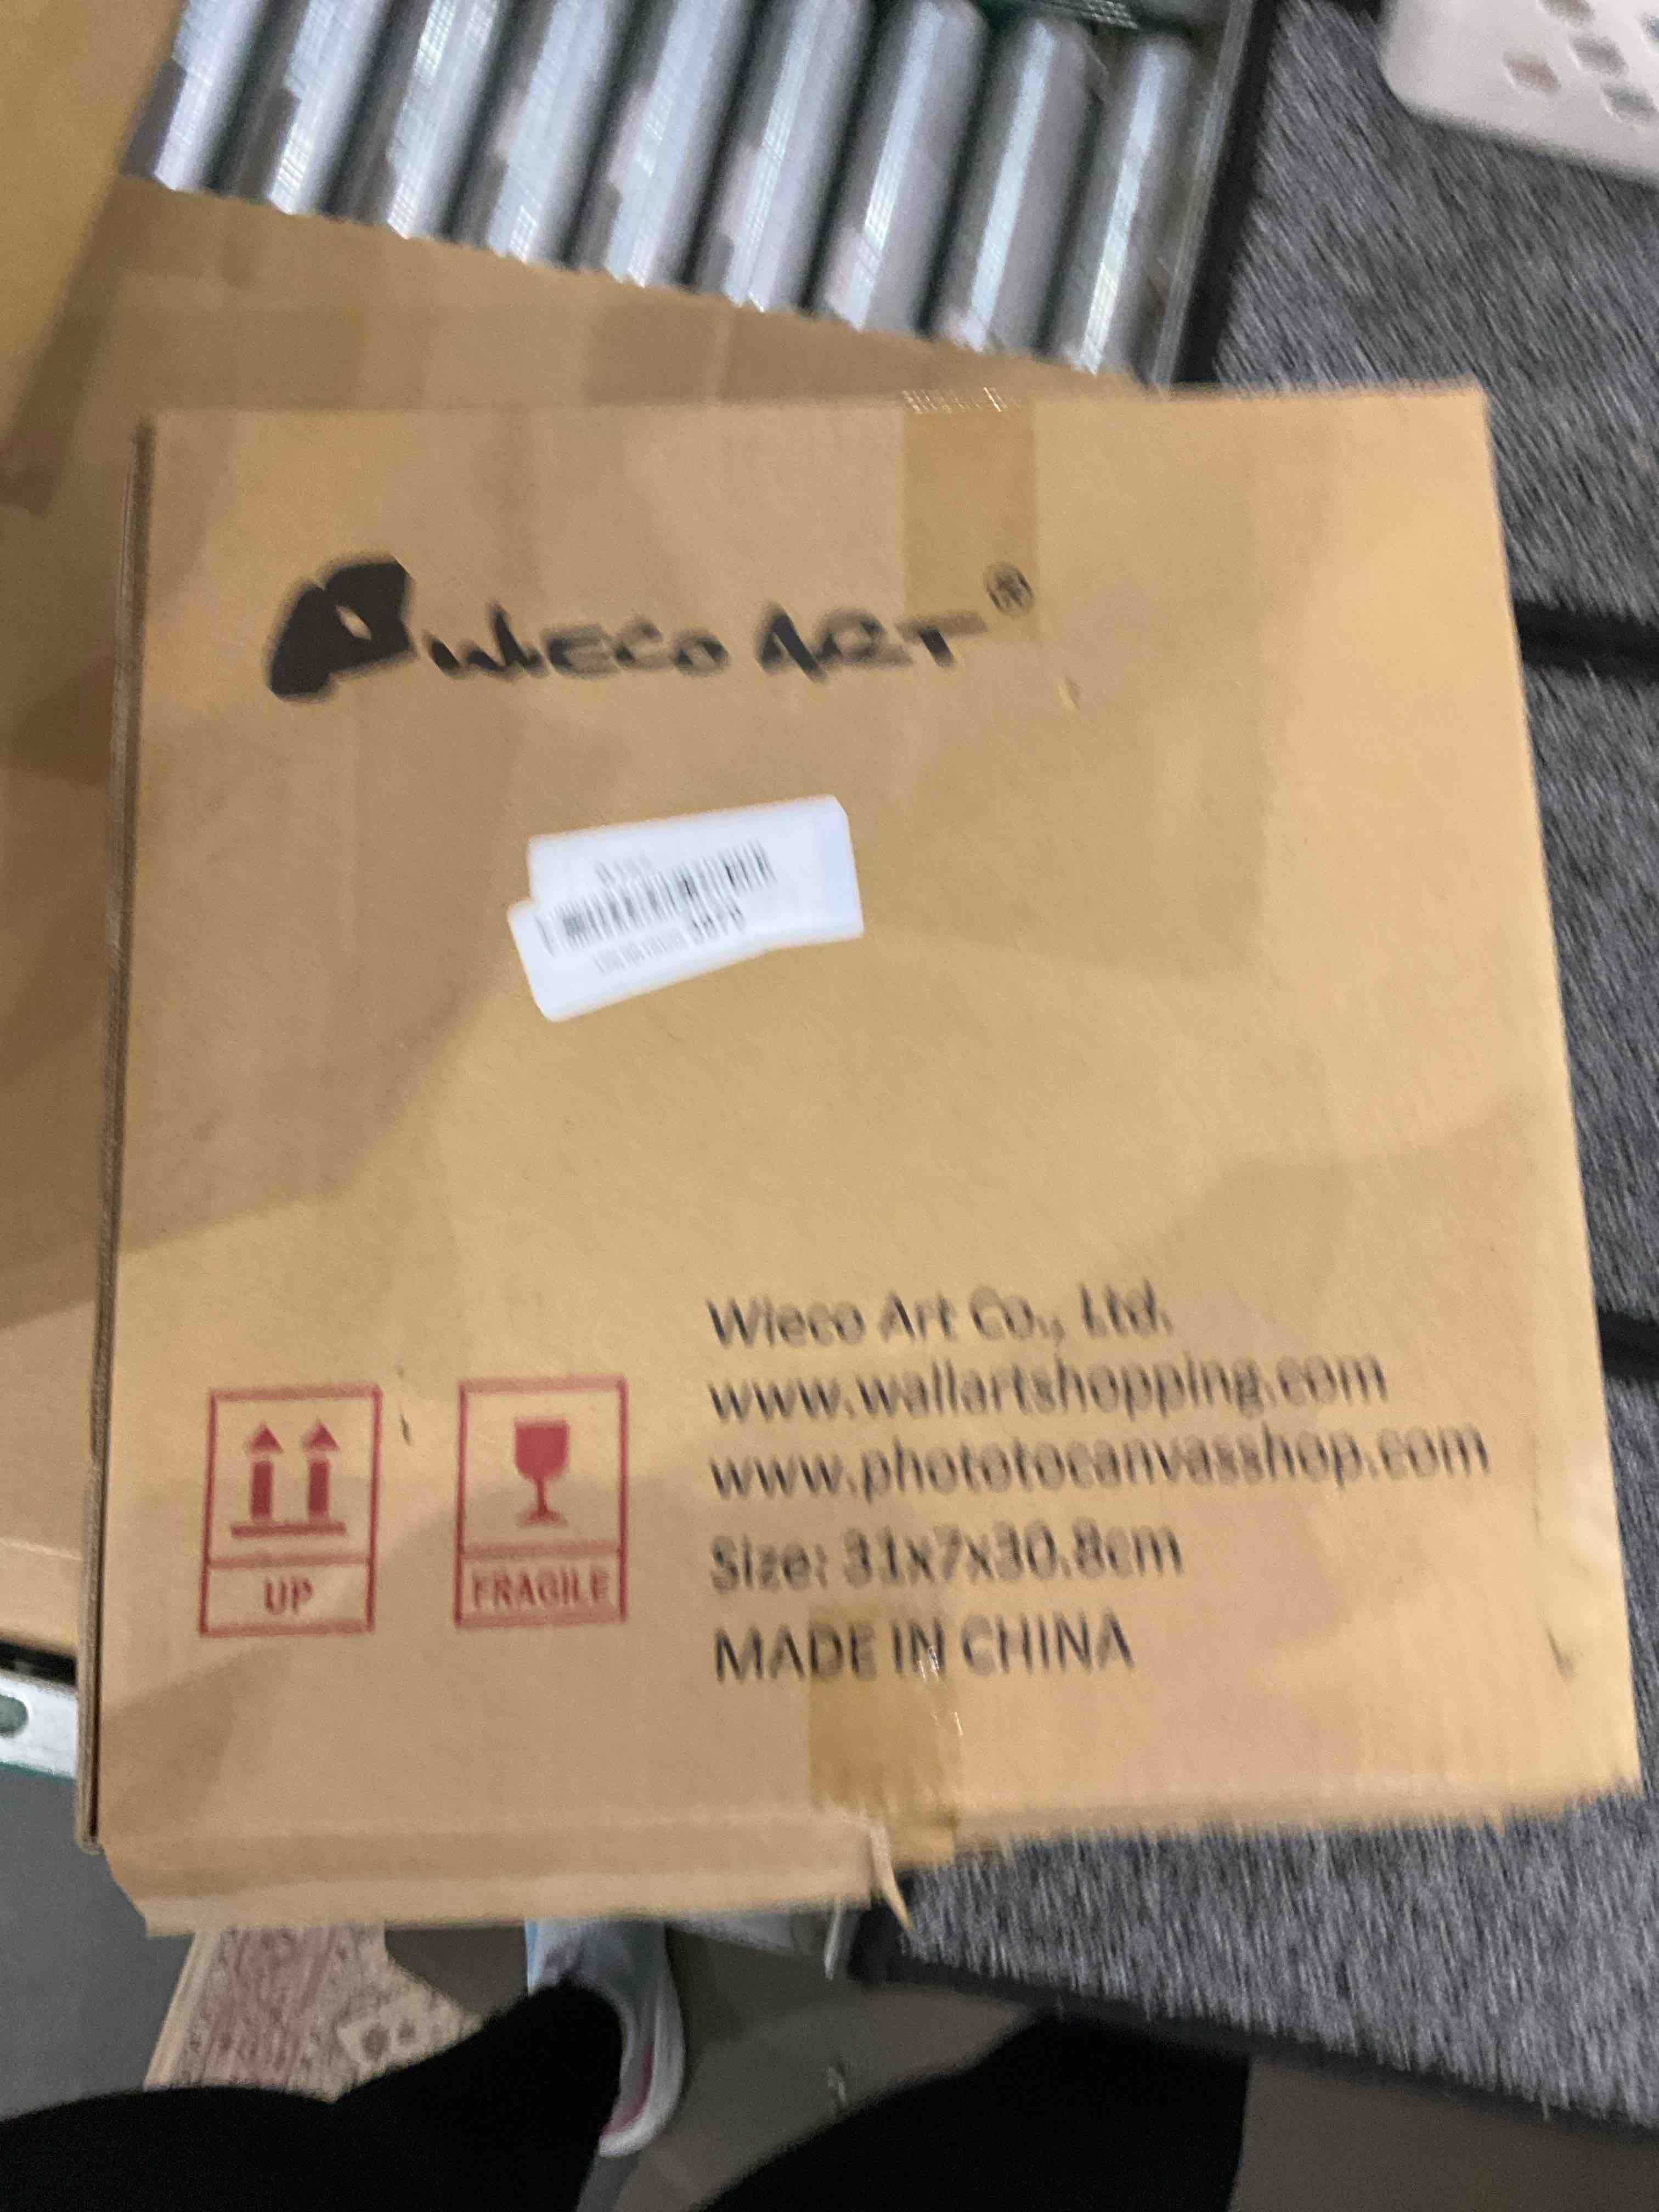 WIECO ART®
Wieco Art Co., Ltd.
www.wallartshopping.com
www.phototocanvasshop.com
Size: 31x7x30.8cm
MADE IN CHINA
UP
FRAGILE